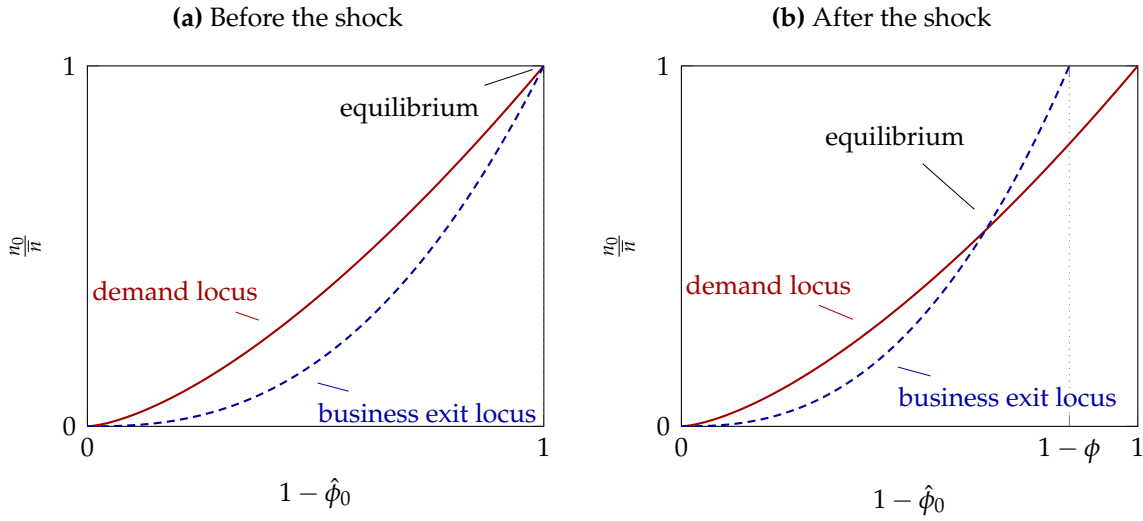 (a) Before the shock
1
equilibrium
n₀
n̄
demand locus
business exit locus
0
0
1
1 − ϕ̂₀
(b) After the shock
1
equilibrium
n₀
n̄
demand locus
business exit locus
0
0
1 − ϕ
1
1 − ϕ̂₀